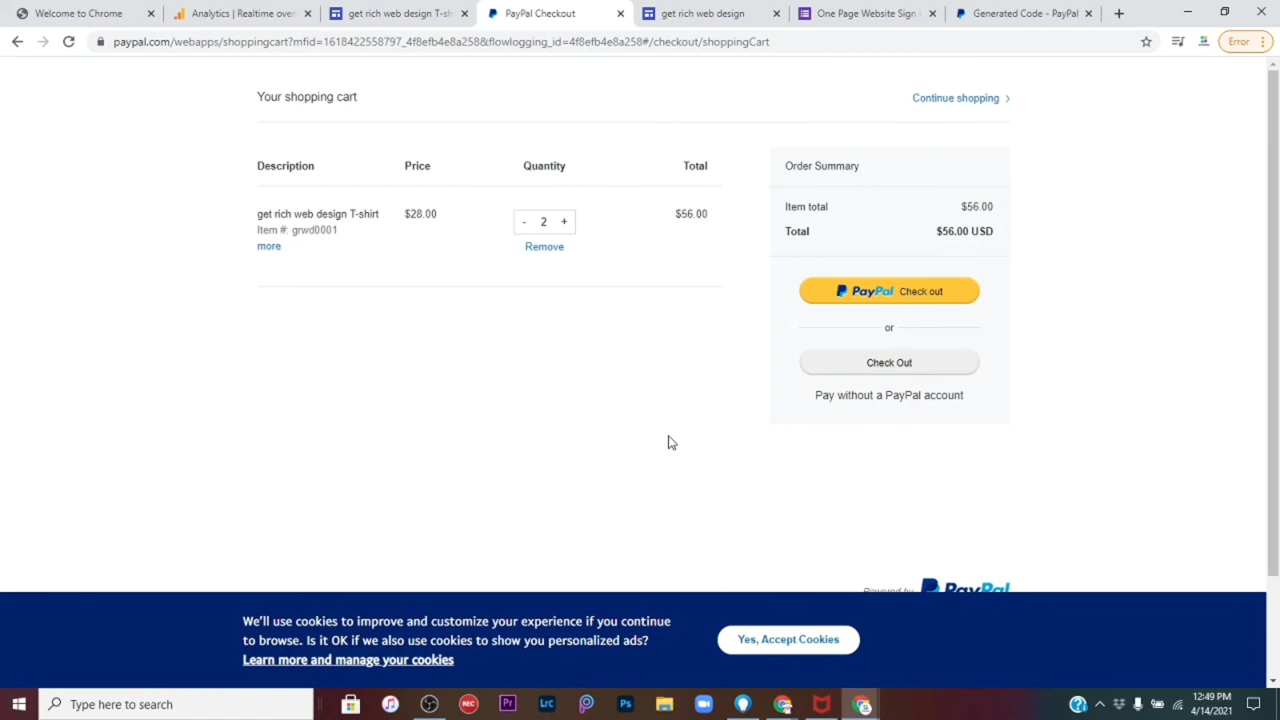 Welcome to Chrome
Analytics | Realtime over
get rich web design T-sh
PayPal Checkout
get rich web design
One Page Website Sign
Generated Code - PayPal
paypal.com/webapps/shoppingcart?mfid=1618422558797_4f8efb4e8a258&flowlogging_id=4f8efb4e8a258#/checkout/shoppingCart
Error
Your shopping cart
Continue shopping
Description Price Quantity Total
get rich web design T-shirt $28.00 - 2 + $56.00
Item #: grwd0001
more
Remove
Order Summary
Item total $56.00
Total $56.00 USD
PayPal Check out
or
Check Out
Pay without a PayPal account
Powered by PayPal
We'll use cookies to improve and customize your experience if you continue
to browse. Is it OK if we also use cookies to show you personalized ads?
Learn more and manage your cookies
Yes, Accept Cookies
Type here to search
REC
Pr
Lrc
Ps
12:49 PM
4/14/2021